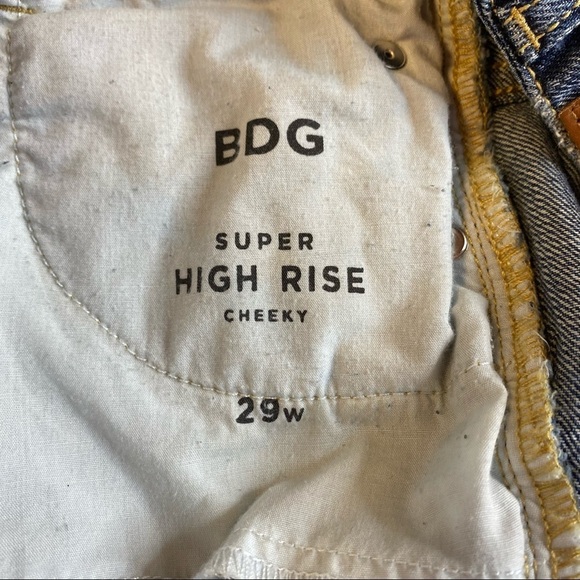 BDG
SUPER
HIGH RISE
CHEEKY
29W